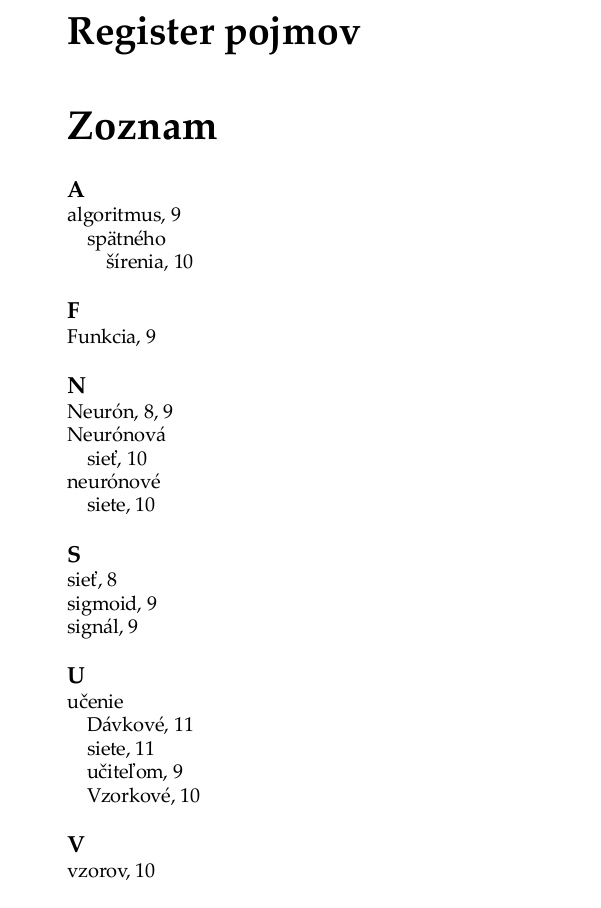 Register pojmov
Zoznam
A
algoritmus, 9
spätného
šírenia, 10
F
Funkcia, 9
N
Neurón, 8, 9
Neurónová
sieť, 10
neurónové
siete, 10
S
sieť, 8
sigmoid, 9
signál, 9
U
učenie
Dávkové, 11
siete, 11
učiteľom, 9
Vzorkové, 10
V
vzorov, 10